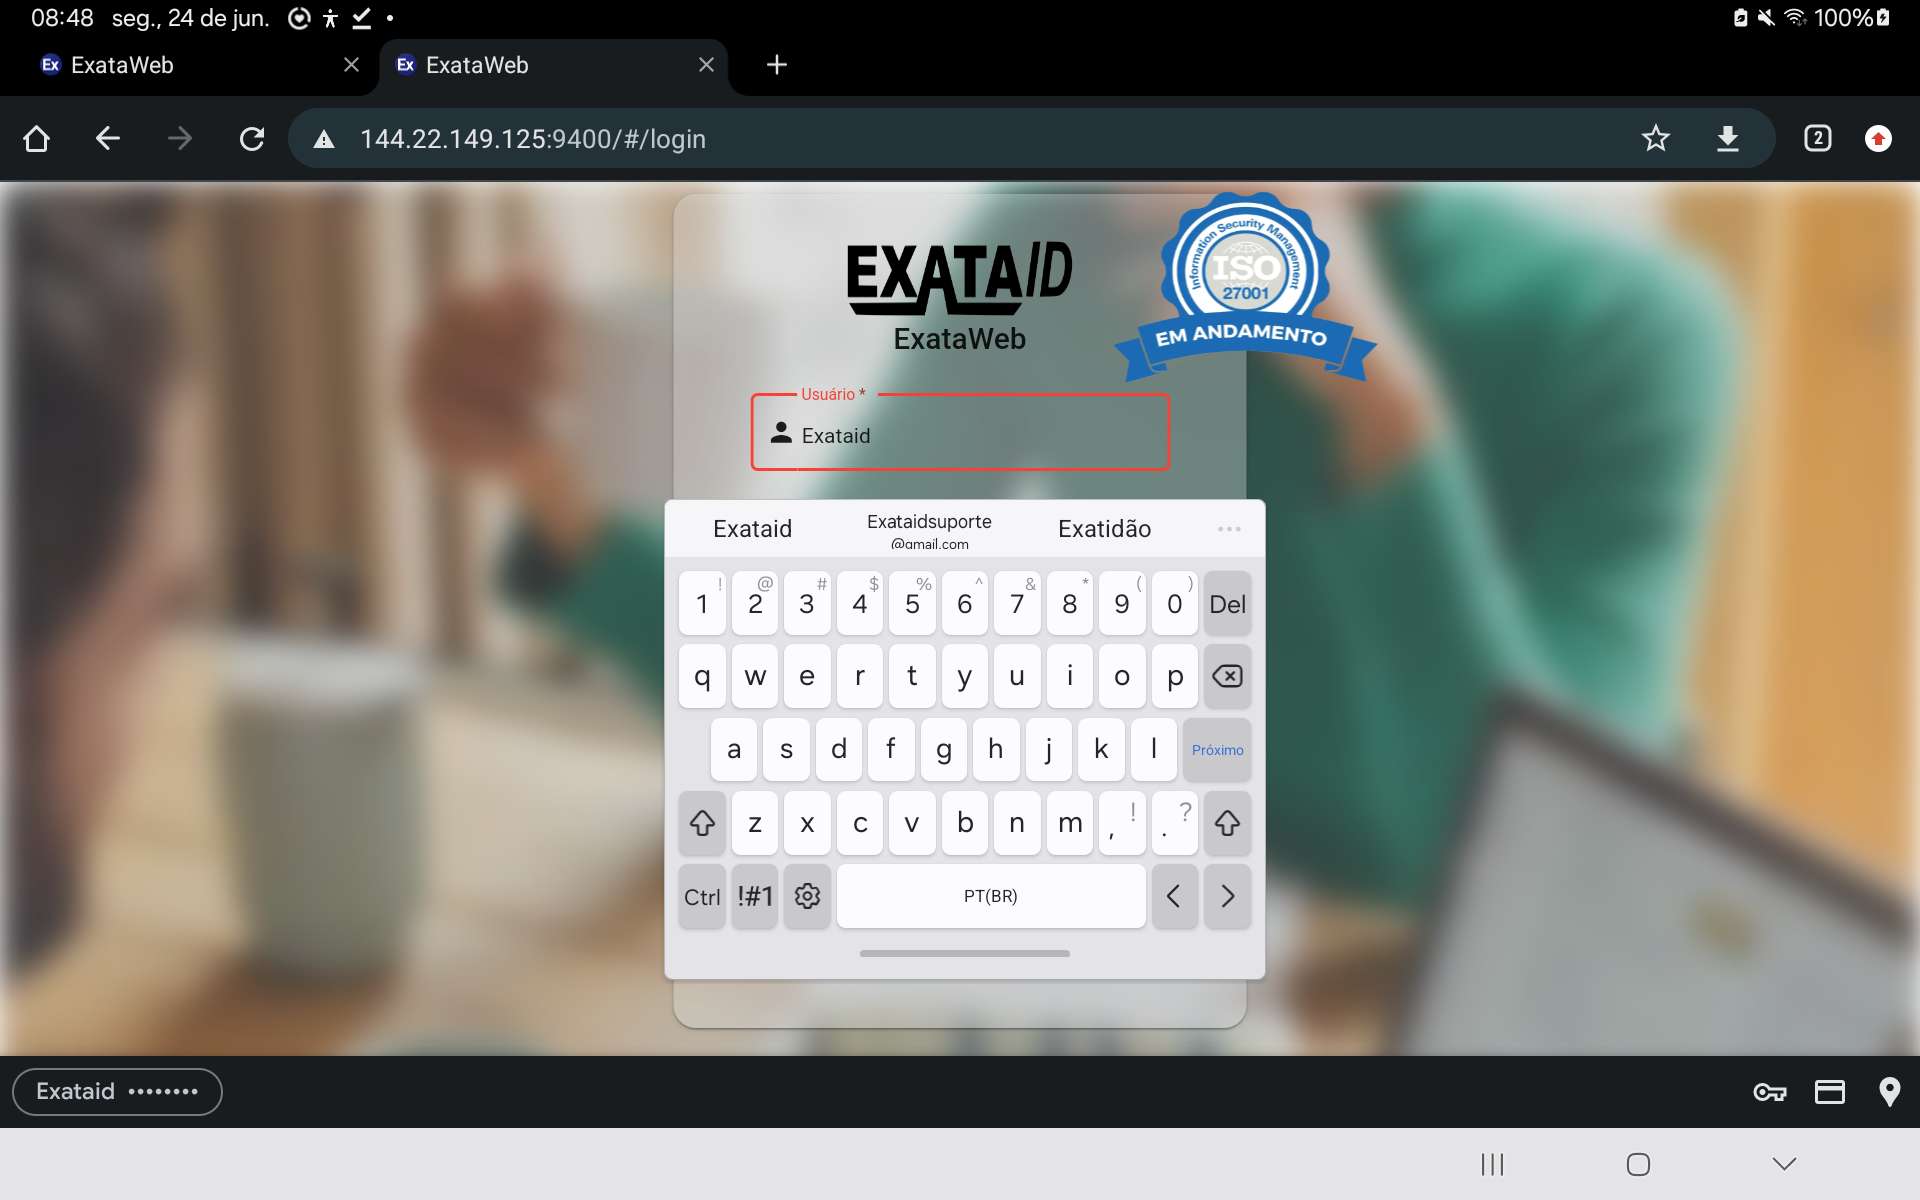 08:48 seg., 24 de jun. 100%
Ex ExataWeb
Ex ExataWeb
144.22.149.125:9400/#/login
2
EXATAID
ExataWeb
Information Security Management
ISO
27001
EM ANDAMENTO
Usuário *
Exataid
Exataid
Exataidsuporte
@gmail.com
Exatidão
! @ # $ % ^ & * ( )
1 2 3 4 5 6 7 8 9 0 Del
q w e r t y u i o p
a s d f g h j k l Próximo
z x c v b n m , ! . ?
Ctrl !#1 PT(BR) < >
Exataid ••••••••